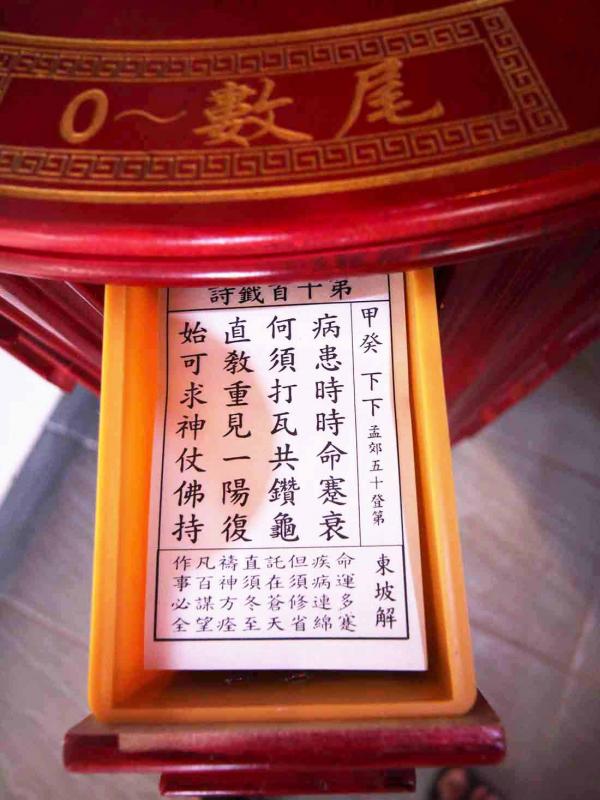 0～數尾
弟十百籤詩
甲癸 下下 孟郊五十登第
病患時時命蹇衰
何須打瓦共鑽龜
直教重見一陽復
始可求神仗佛持
東坡解
命運多蹇
疾病連綿
但須修省
託在蒼天
直須冬至
禱神方痊
凡百謀望
作事必全